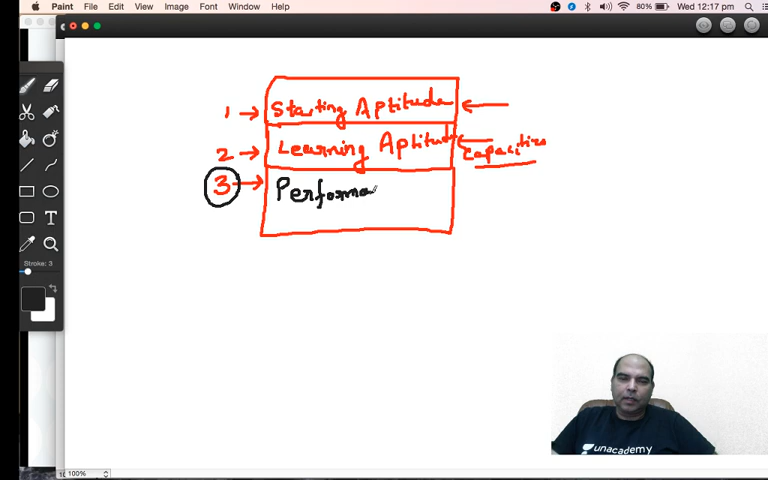 Paint File Edit View Image Font Window Help 80% Wed 12:17 pm
1 Starting Aptitude
2 Learning Aptitude Capacities
3 Performa
Stroke: 3
unacademy
100%